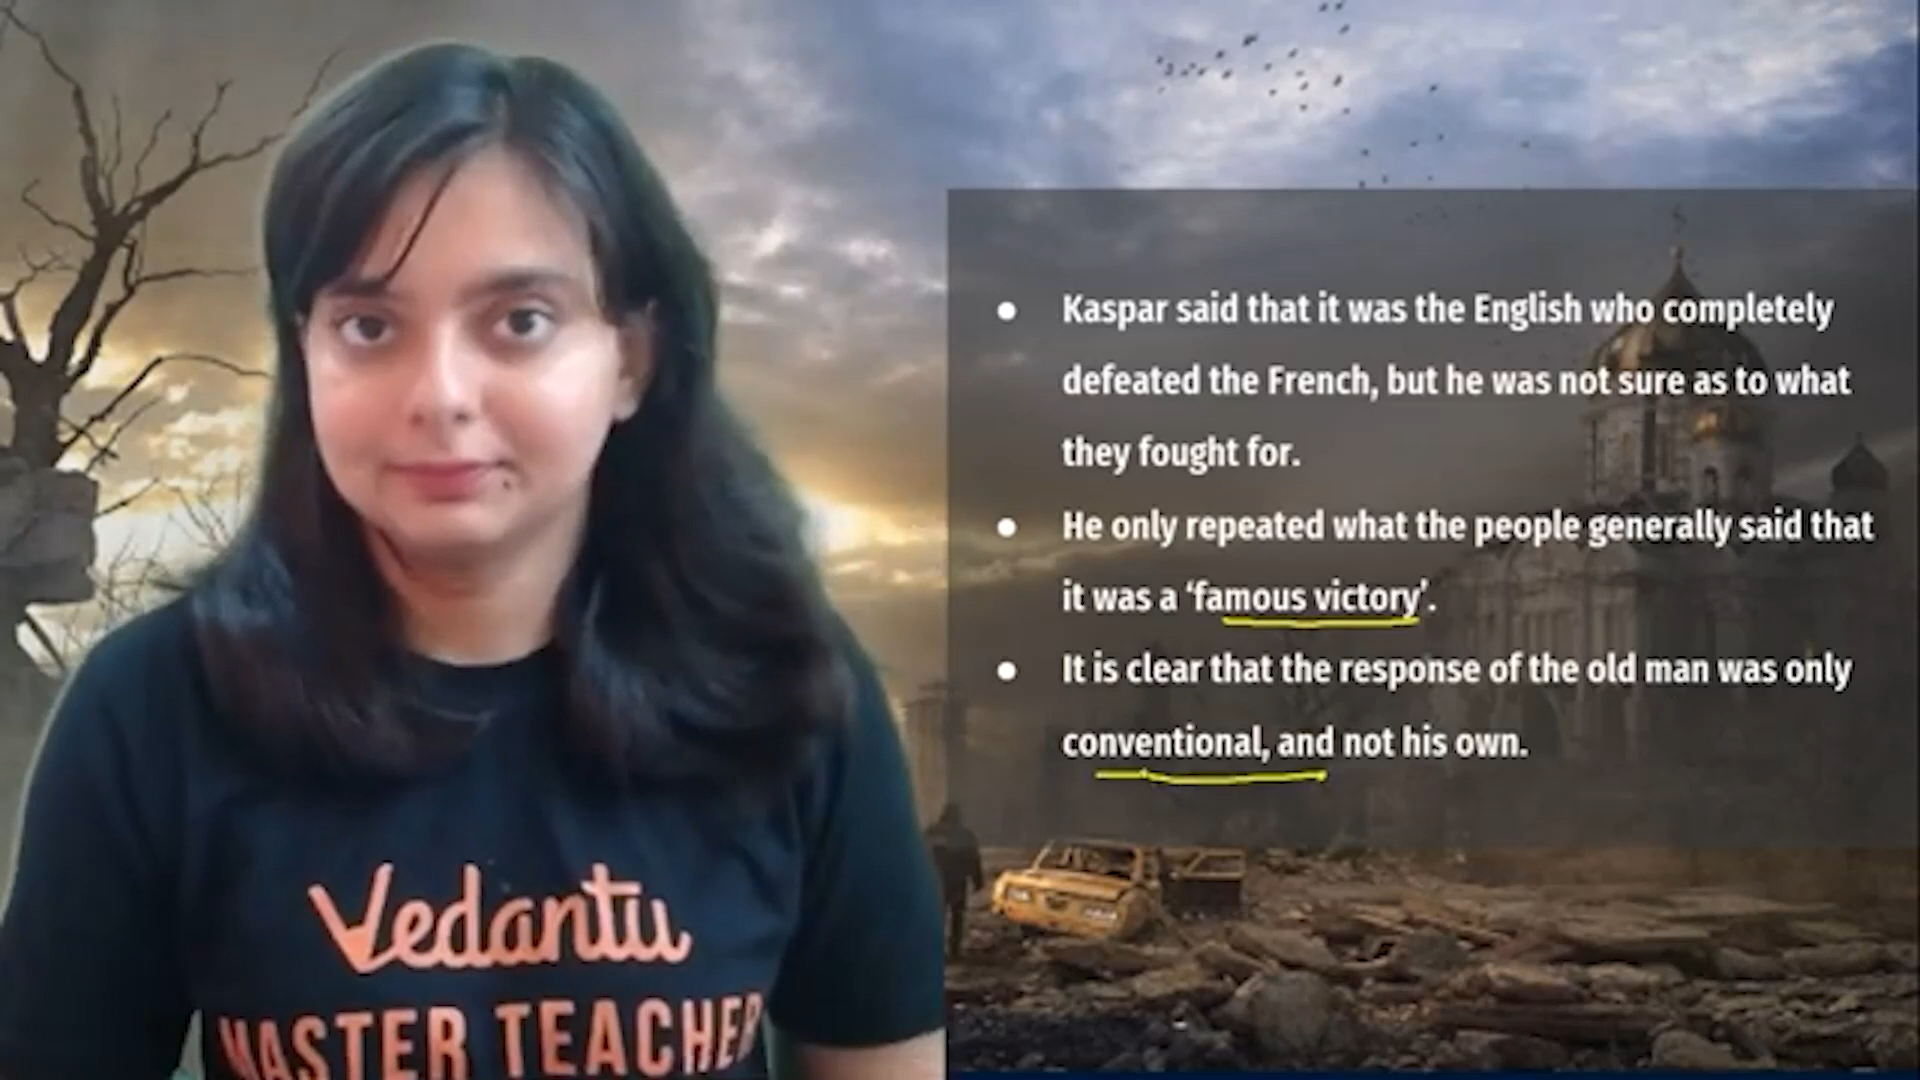 Kaspar said that it was the English who completely
defeated the French, but he was not sure as to what
they fought for.
He only repeated what the people generally said that
it was a ‘famous victory’.
It is clear that the response of the old man was only
conventional, and not his own.
Vedantu
MASTER TEACHER